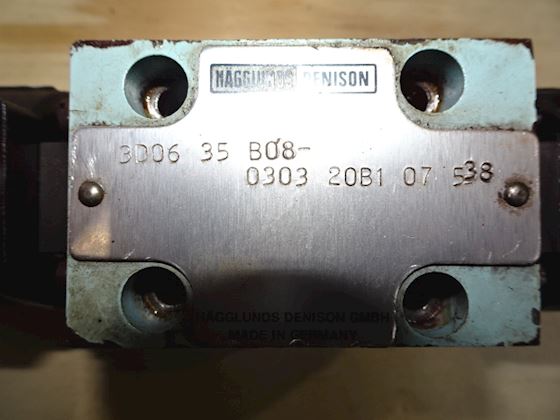 HÄGGLUNDS DENISON
3D06 35 B08-
0303 20B1 07 538
HÄGGLUNDS DENISON GMBH
MADE IN GERMANY